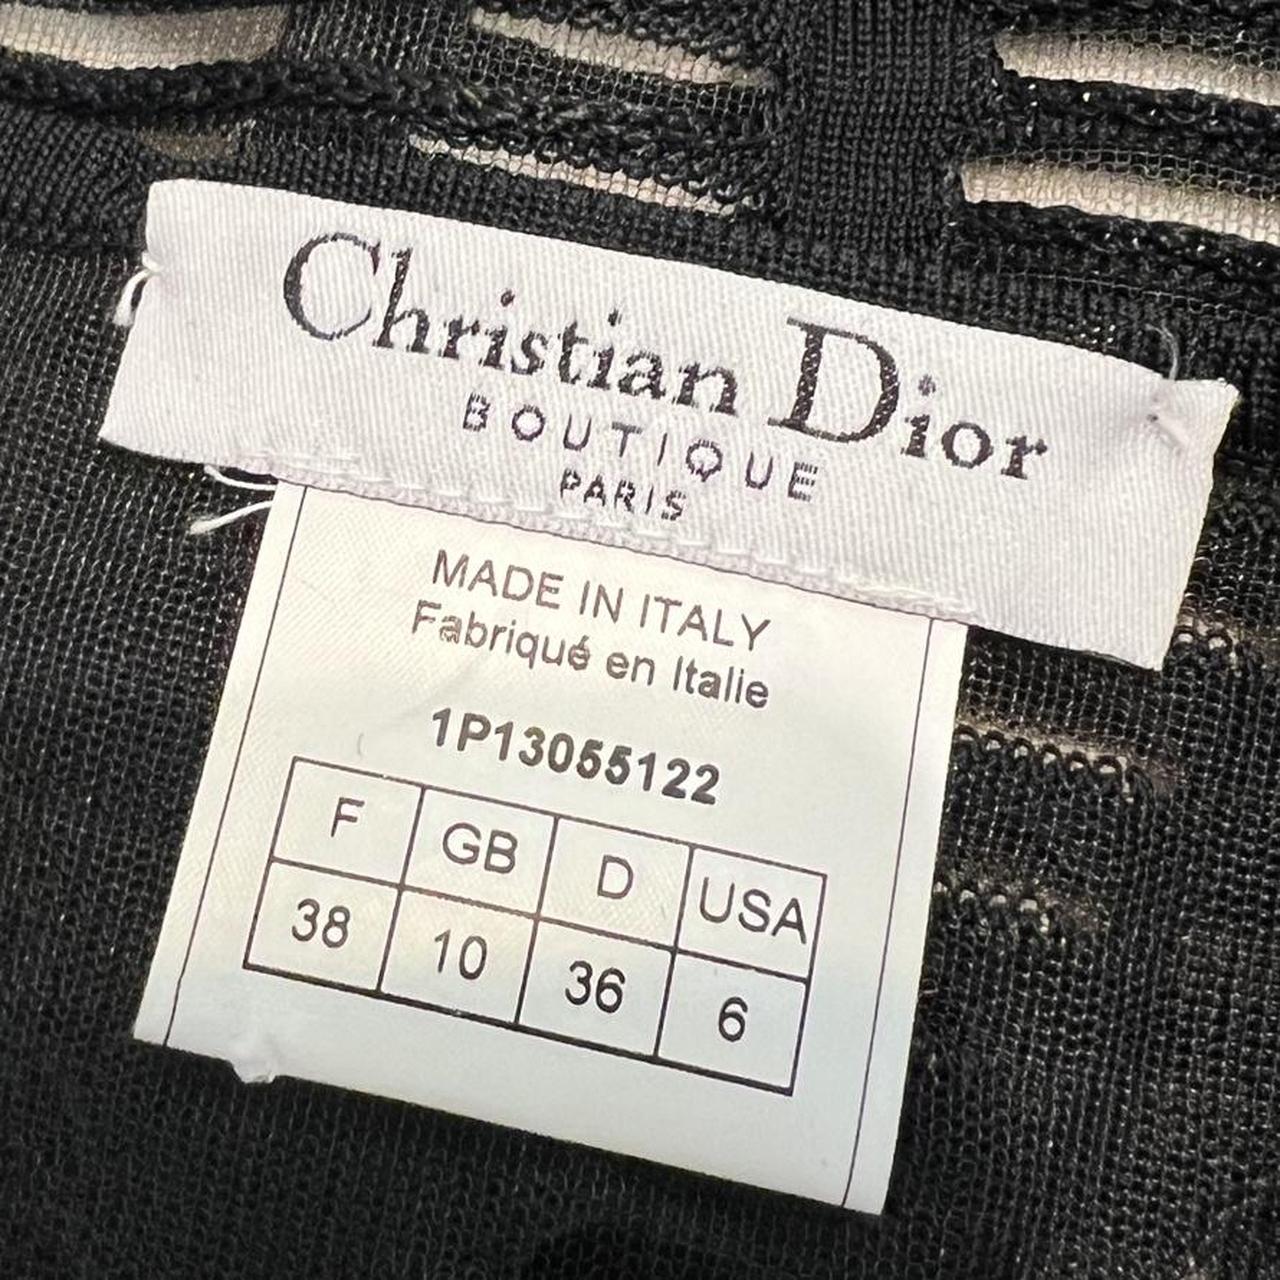 Christian Dior
BOUTIQUE
PARIS
MADE IN ITALY
Fabriqué en Italie
1P13055122
F GB D USA
38 10 36 6